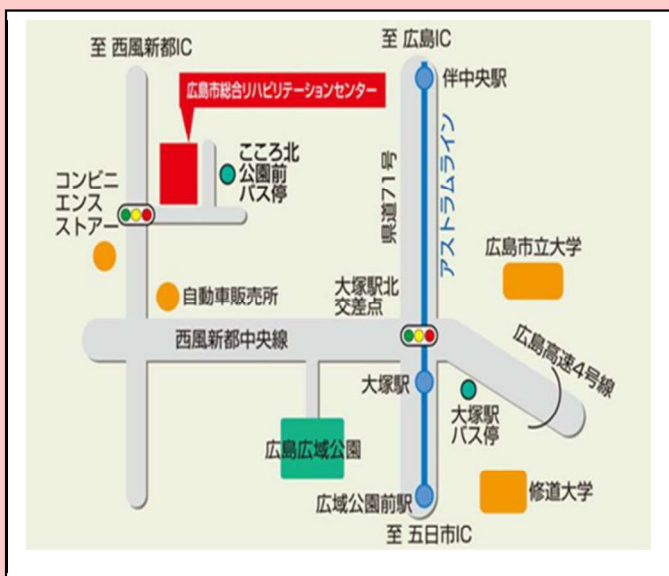 至 西風新都IC
至 広島IC
伴中央駅
広島市総合リハビリテーションセンター
こころ北
公園前
バス停
コンビニ
エンス
ストアー
県道71号
アストラムライン
広島市立大学
自動車販売所
大塚駅北
交差点
西風新都中央線
広島高速4号線
大塚駅
大塚駅
バス停
広島広域公園
広域公園前駅
修道大学
至 五日市IC